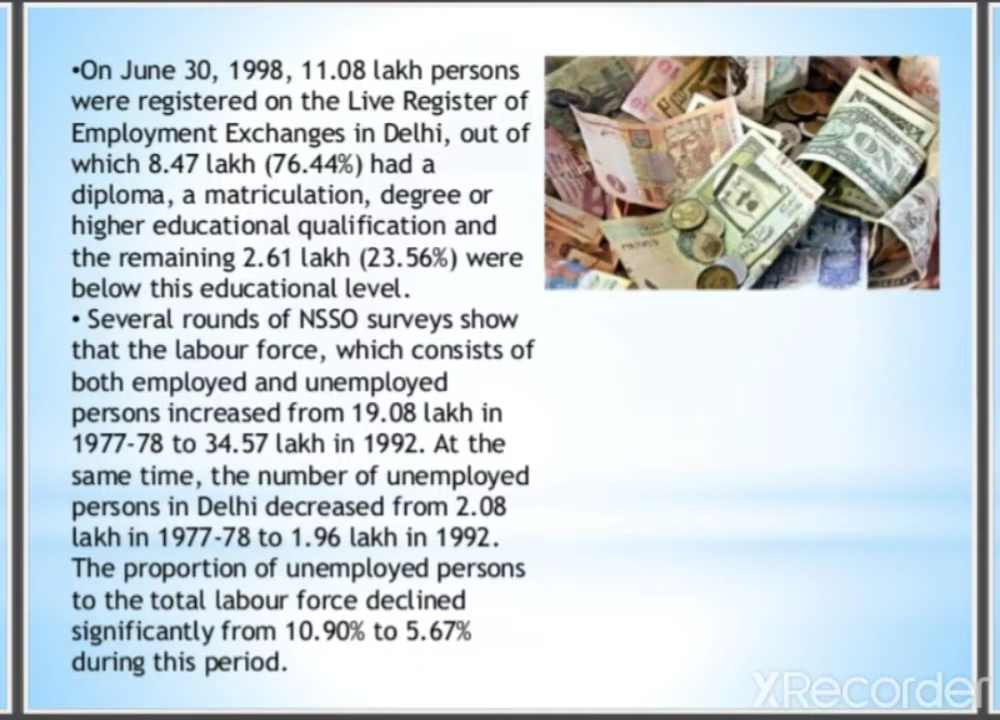 •On June 30, 1998, 11.08 lakh persons
were registered on the Live Register of
Employment Exchanges in Delhi, out of
which 8.47 lakh (76.44%) had a
diploma, a matriculation, degree or
higher educational qualification and
the remaining 2.61 lakh (23.56%) were
below this educational level.
• Several rounds of NSSO surveys show
that the labour force, which consists of
both employed and unemployed
persons increased from 19.08 lakh in
1977-78 to 34.57 lakh in 1992. At the
same time, the number of unemployed
persons in Delhi decreased from 2.08
lakh in 1977-78 to 1.96 lakh in 1992.
The proportion of unemployed persons
to the total labour force declined
significantly from 10.90% to 5.67%
during this period.
XRecorder